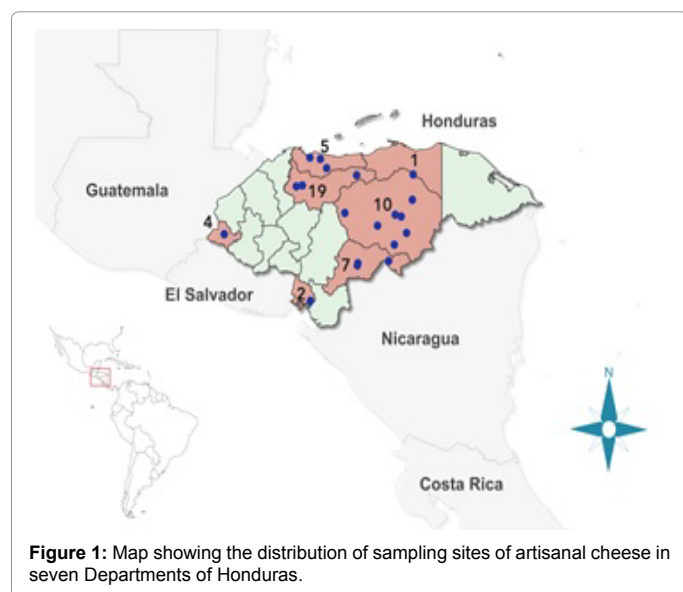 Honduras
5
1
Guatemala
19
10
4
7
El Salvador
2
Nicaragua
N
Costa Rica
Figure 1: Map showing the distribution of sampling sites of artisanal cheese in
seven Departments of Honduras.